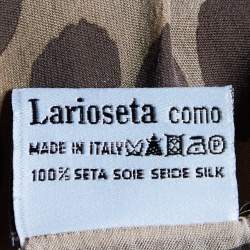 Larioseta como
MADE IN ITALY
100% SETA SOIE SEIDE SILK